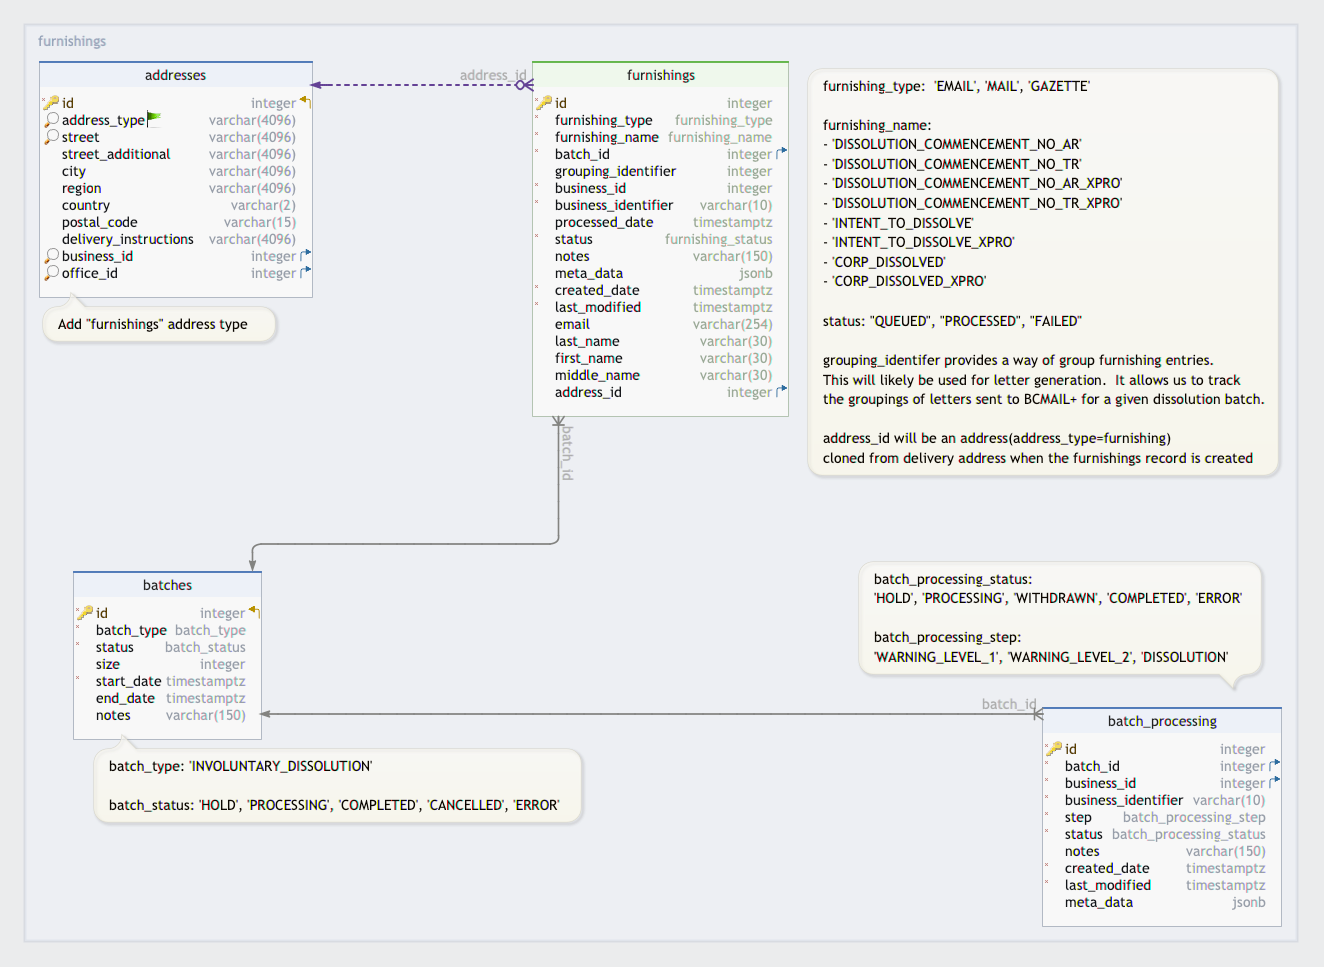 furnishings
addresses
id integer
address_type varchar(4096)
street varchar(4096)
street_additional varchar(4096)
city varchar(4096)
region varchar(4096)
country varchar(2)
postal_code varchar(15)
delivery_instructions varchar(4096)
business_id integer
office_id integer
Add "furnishings" address type
address_id
furnishings
id integer
furnishing_type furnishing_type
furnishing_name furnishing_name
batch_id integer
grouping_identifier integer
business_id integer
business_identifier varchar(10)
processed_date timestamptz
status furnishing_status
notes varchar(150)
meta_data jsonb
created_date timestamptz
last_modified timestamptz
email varchar(254)
last_name varchar(30)
first_name varchar(30)
middle_name varchar(30)
address_id integer
furnishing_type: 'EMAIL', 'MAIL', 'GAZETTE'
furnishing_name:
- 'DISSOLUTION_COMMENCEMENT_NO_AR'
- 'DISSOLUTION_COMMENCEMENT_NO_TR'
- 'DISSOLUTION_COMMENCEMENT_NO_AR_XPRO'
- 'DISSOLUTION_COMMENCEMENT_NO_TR_XPRO'
- 'INTENT_TO_DISSOLVE'
- 'INTENT_TO_DISSOLVE_XPRO'
- 'CORP_DISSOLVED'
- 'CORP_DISSOLVED_XPRO'
status: "QUEUED", "PROCESSED", "FAILED"
grouping_identifer provides a way of group furnishing entries.
This will likely be used for letter generation. It allows us to track
the groupings of letters sent to BCMAIL+ for a given dissolution batch.
address_id will be an address(address_type=furnishing)
cloned from delivery address when the furnishings record is created
batch_id
batches
id integer
batch_type batch_type
status batch_status
size integer
start_date timestamptz
end_date timestamptz
notes varchar(150)
batch_type: 'INVOLUNTARY_DISSOLUTION'
batch_status: 'HOLD', 'PROCESSING', 'COMPLETED', 'CANCELLED', 'ERROR'
batch_processing_status:
'HOLD', 'PROCESSING', 'WITHDRAWN', 'COMPLETED', 'ERROR'
batch_processing_step:
'WARNING_LEVEL_1', 'WARNING_LEVEL_2', 'DISSOLUTION'
batch_id
batch_processing
id integer
batch_id integer
business_id integer
business_identifier varchar(10)
step batch_processing_step
status batch_processing_status
notes varchar(150)
created_date timestamptz
last_modified timestamptz
meta_data jsonb